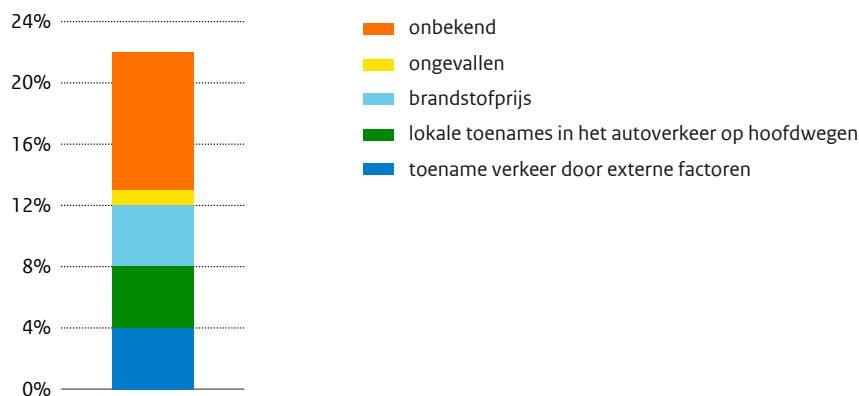 24%
20%
16%
12%
8%
4%
0%
onbekend
ongevallen
brandstofprijs
lokale toenames in het autoverkeer op hoofdwegen
toename verkeer door externe factoren